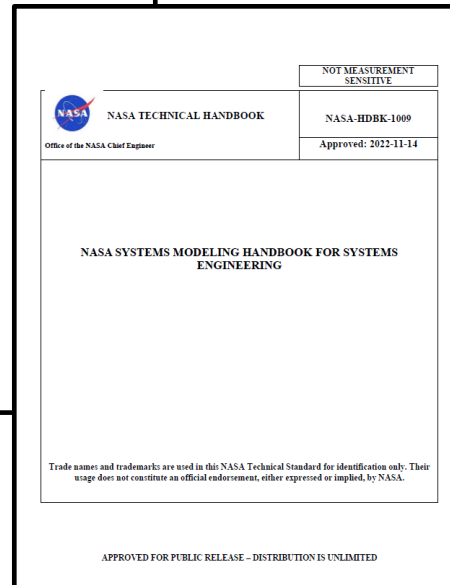 NOT MEASUREMENT
SENSITIVE
NASA
NASA TECHNICAL HANDBOOK
NASA-HDBK-1009
Office of the NASA Chief Engineer
Approved: 2022-11-14
NASA SYSTEMS MODELING HANDBOOK FOR SYSTEMS
ENGINEERING
Trade names and trademarks are used in this NASA Technical Standard for identification only. Their
usage does not constitute an official endorsement, either expressed or implied, by NASA.
APPROVED FOR PUBLIC RELEASE – DISTRIBUTION IS UNLIMITED